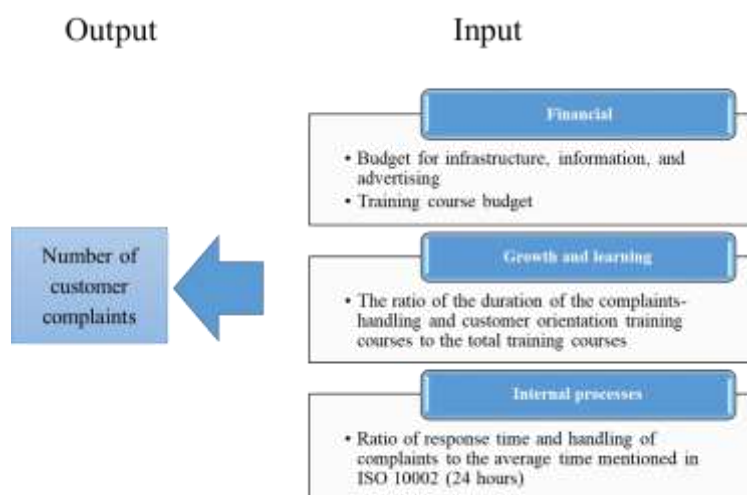 Output
Input
Financial
• Budget for infrastructure, information, and
advertising
• Training course budget
Number of
customer
complaints
Growth and learning
• The ratio of the duration of the complaints-
handling and customer orientation training
courses to the total training courses
Internal processes
• Ratio of response time and handling of
complaints to the average time mentioned in
ISO 10002 (24 hours)